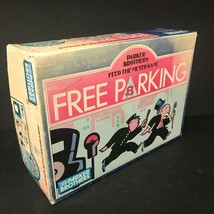 PARKER
BROTHERS
FEED THE METER GAME
FREE PARKING
PARKER BROTHERS